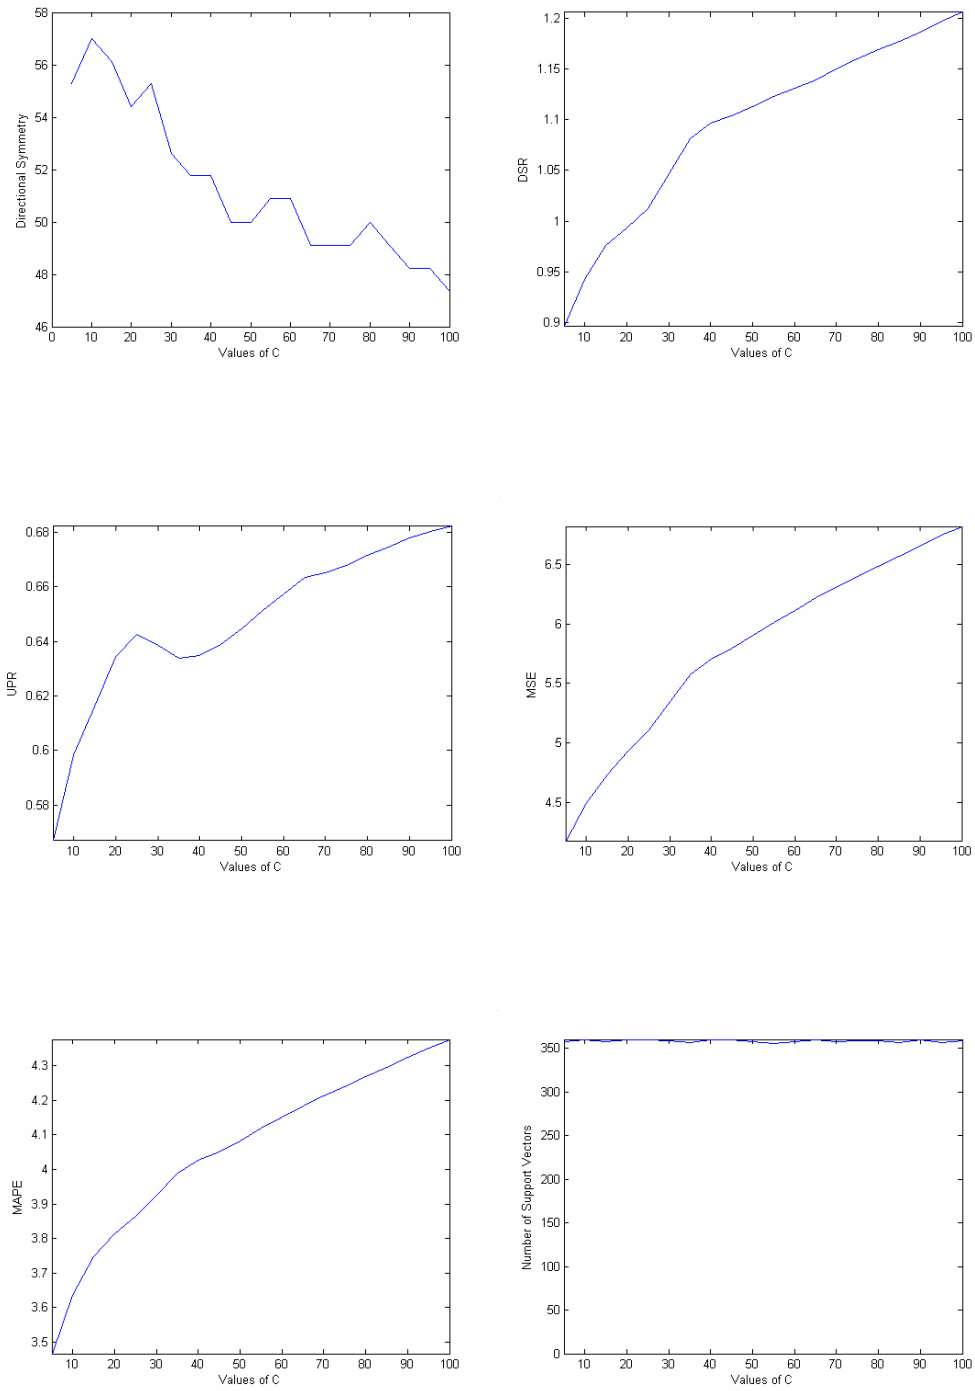 58
56
54
52
50
48
46
Directional Symmetry
0 10 20 30 40 50 60 70 80 90 100
Values of C
1.2
1.15
1.1
1.05
1
0.95
0.9
DSR
10 20 30 40 50 60 70 80 90 100
Values of C
0.68
0.66
0.64
0.62
0.6
0.58
UPR
10 20 30 40 50 60 70 80 90 100
Values of C
6.5
6
5.5
5
4.5
MSE
10 20 30 40 50 60 70 80 90 100
Values of C
4.3
4.2
4.1
4
3.9
3.8
3.7
3.6
3.5
MAPE
10 20 30 40 50 60 70 80 90 100
Values of C
350
300
250
200
150
100
50
0
Number of Support Vectors
10 20 30 40 50 60 70 80 90 100
Values of C